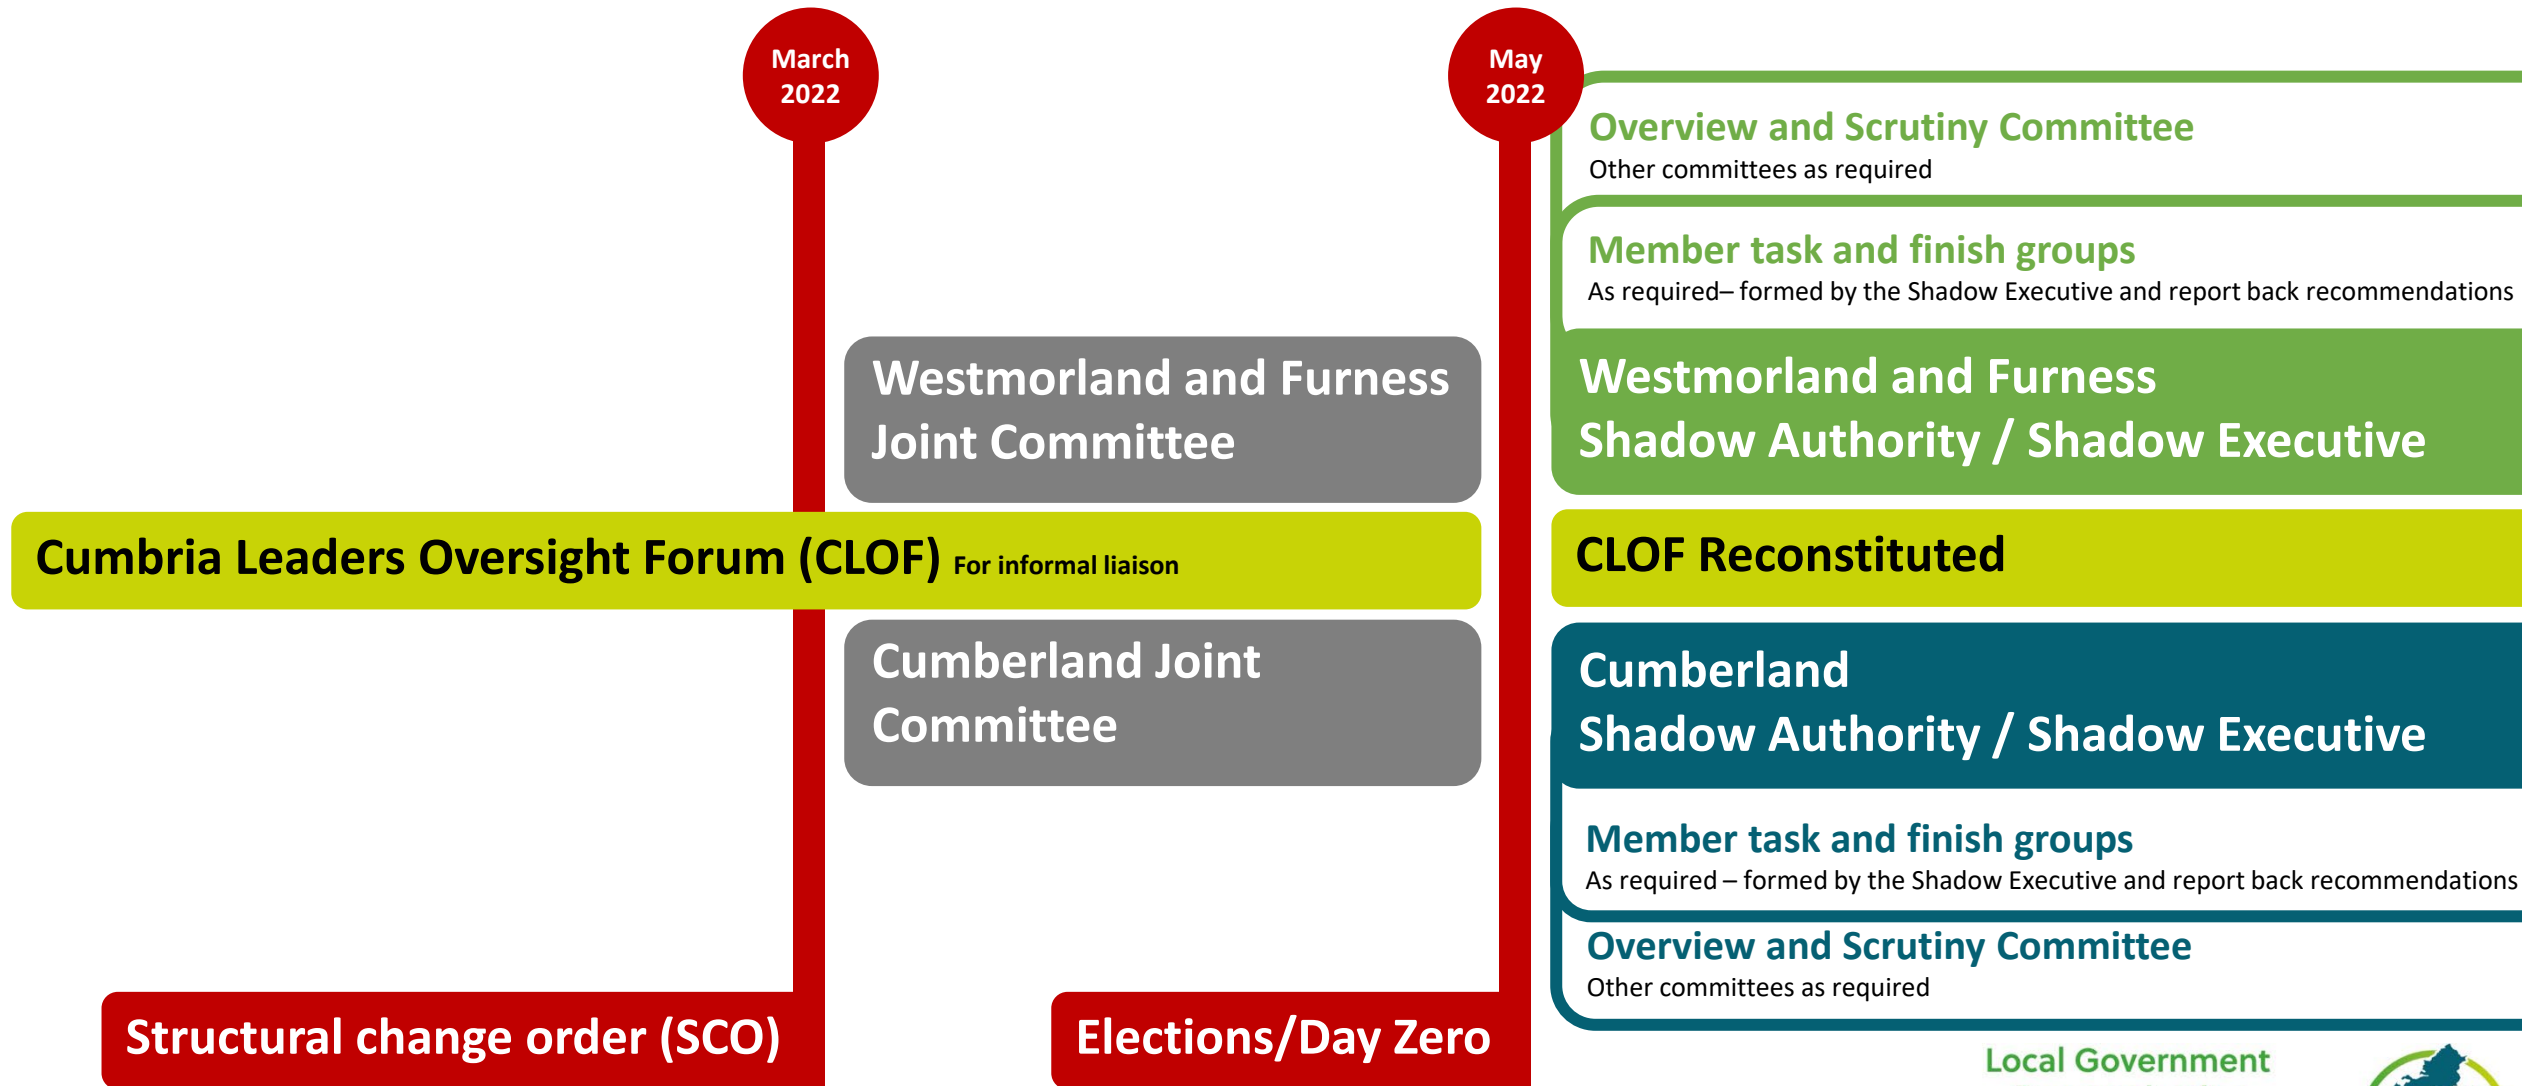 March
2022
May
2022
Overview and Scrutiny Committee
Other committees as required
Member task and finish groups
As required– formed by the Shadow Executive and report back recommendations
Westmorland and Furness
Joint Committee
Westmorland and Furness
Shadow Authority / Shadow Executive
Cumbria Leaders Oversight Forum (CLOF) For informal liaison
CLOF Reconstituted
Cumberland Joint
Committee
Cumberland
Shadow Authority / Shadow Executive
Member task and finish groups
As required – formed by the Shadow Executive and report back recommendations
Overview and Scrutiny Committee
Other committees as required
Structural change order (SCO)
Elections/Day Zero
Local Government